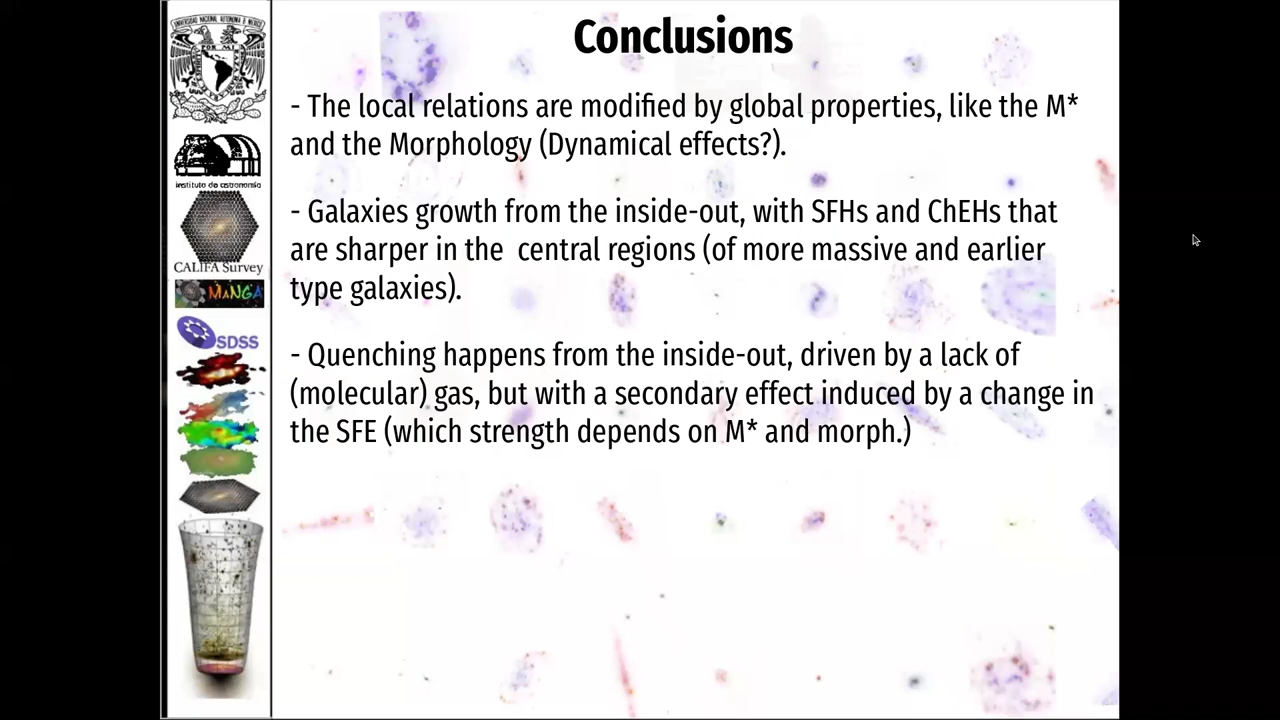 Conclusions
- The local relations are modified by global properties, like the M*
and the Morphology (Dynamical effects?).
- Galaxies growth from the inside-out, with SFHs and ChEHs that
are sharper in the  central regions (of more massive and earlier
type galaxies).
- Quenching happens from the inside-out, driven by a lack of
(molecular) gas, but with a secondary effect induced by a change in
the SFE (which strength depends on M* and morph.)
instituto de astronomía
CALIFA Survey
MaNGA
SDSS